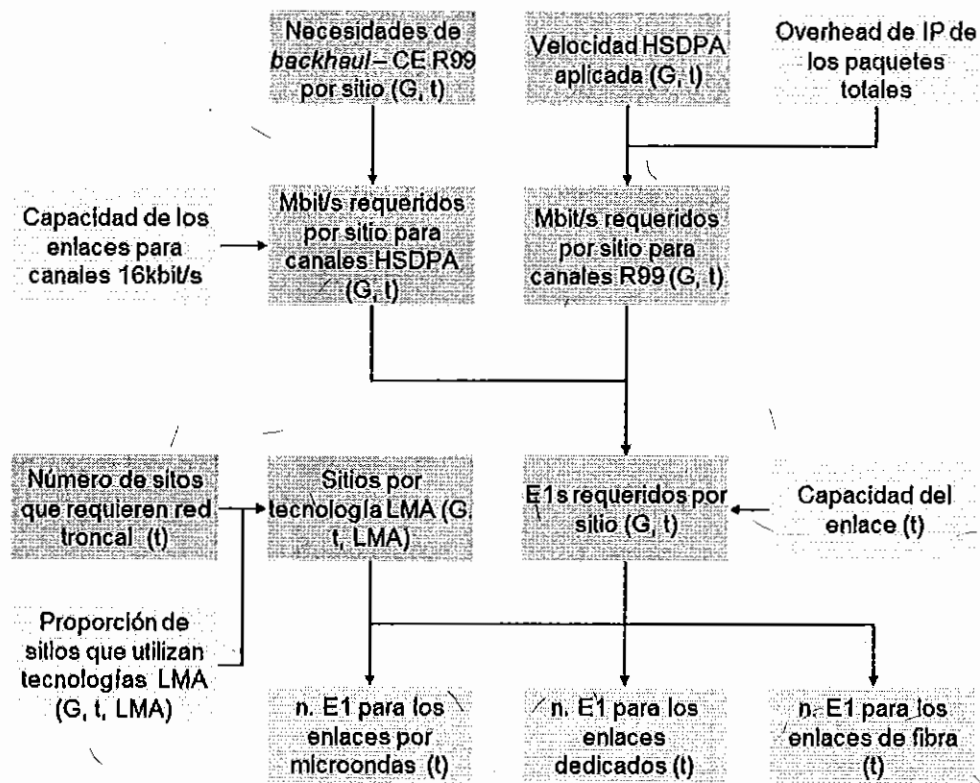 Necesidades de
backhaul – CE R99
por sitio (G, t)
Velocidad HSDPA
aplicada (G, t)
Overhead de IP de
los paquetes
totales
Capacidad de los
enlaces para
canales 16kbit/s
Mbit/s requeridos
por sitio para
canales HSDPA
(G, t)
Mbit/s requeridos
por sitio para
canales R99 (G, t)
Número de sitos
que requieren red
troncal (t)
Sitios por
tecnología LMA (G,
t, LMA)
E1s requeridos por
sitio (G, t)
Capacidad del
enlace (t)
Proporción de
sitios que utilizan
tecnologías LMA
(G, t, LMA)
n. E1 para los
enlaces por
microondas (t)
n. E1 para los
enlaces
dedicados (t)
n. E1 para los
enlaces de fibra
(t)